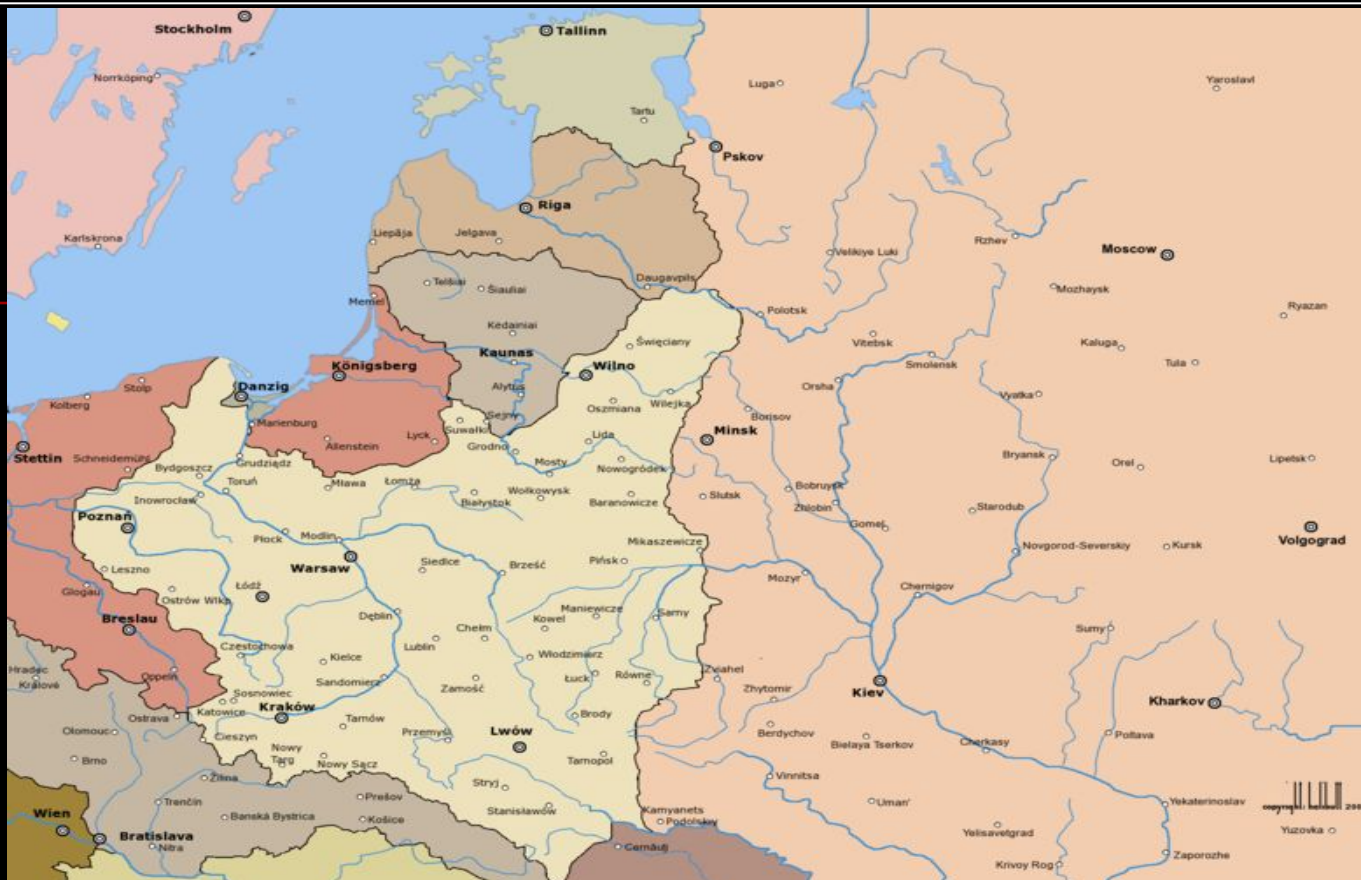 Stockholm
Tallinn
Norrköping
Luga
Yaroslavl
Tartu
Pskov
Riga
Karlskrona
Liepāja
Jelgava
Velikiye Luki
Rzhev
Moscow
Daugavpils
Telšiai
Šiauliai
Memel
Mozhaysk
Polotsk
Ryazan
Kėdainiai
Święciany
Vitebsk
Kaluga
Kaunas
Wilno
Smolensk
Tula
Königsberg
Stolp
Danzig
Alytus
Orsha
Kolberg
Oszmiana
Wilejka
Vyatka
Marienburg
Sejny
Borisov
Suwałki
Allenstein
Lyck
Lida
Minsk
Grodno
Stettin
Schneidemühl
Bydgoszcz
Grudziądz
Mosty
Nowogródek
Bryansk
Orel
Lipetsk
Toruń
Mława
Łomża
Inowrocław
Białystok
Wołkowysk
Baranowicze
Slutsk
Bobruysk
Zhlobin
Starodub
Poznań
Gomel
Płock
Modlin
Mikaszewicze
Novgorod-Severskiy
Kursk
Volgograd
Warsaw
Siedlce
Brześć
Pińsk
Leszno
Mozyr
Glogau
Łódź
Ostrów Wlkp
Chernigov
Breslau
Dęblin
Maniewicze
Sarny
Kowel
Sumy
Częstochowa
Lublin
Chełm
Kielce
Włodzimierz
Hradec
Králové
Oppeln
Sandomierz
Zamość
Łuck
Równe
Zviahel
Kiev
Zhytomir
Sosnowiec
Katowice
Kraków
Kharkov
Ostrava
Tarnów
Brody
Olomouc
Cieszyn
Przemyśl
Lwów
Berdychov
Bielaya Tserkov
Cherkasy
Poltava
Brno
Nowy
Targ
Nowy Sącz
Tarnopol
Žilina
Stryj
Vinnitsa
Trenčín
Prešov
Stanisławów
Uman'
Yekaterinoslav
Wien
Banská Bystrica
Košice
Kamyanets
Podolskiy
Bratislava
Yelisavetgrad
Yuzovka
Nitra
Cernăuţi
Krivoy Rog
Zaporozhe